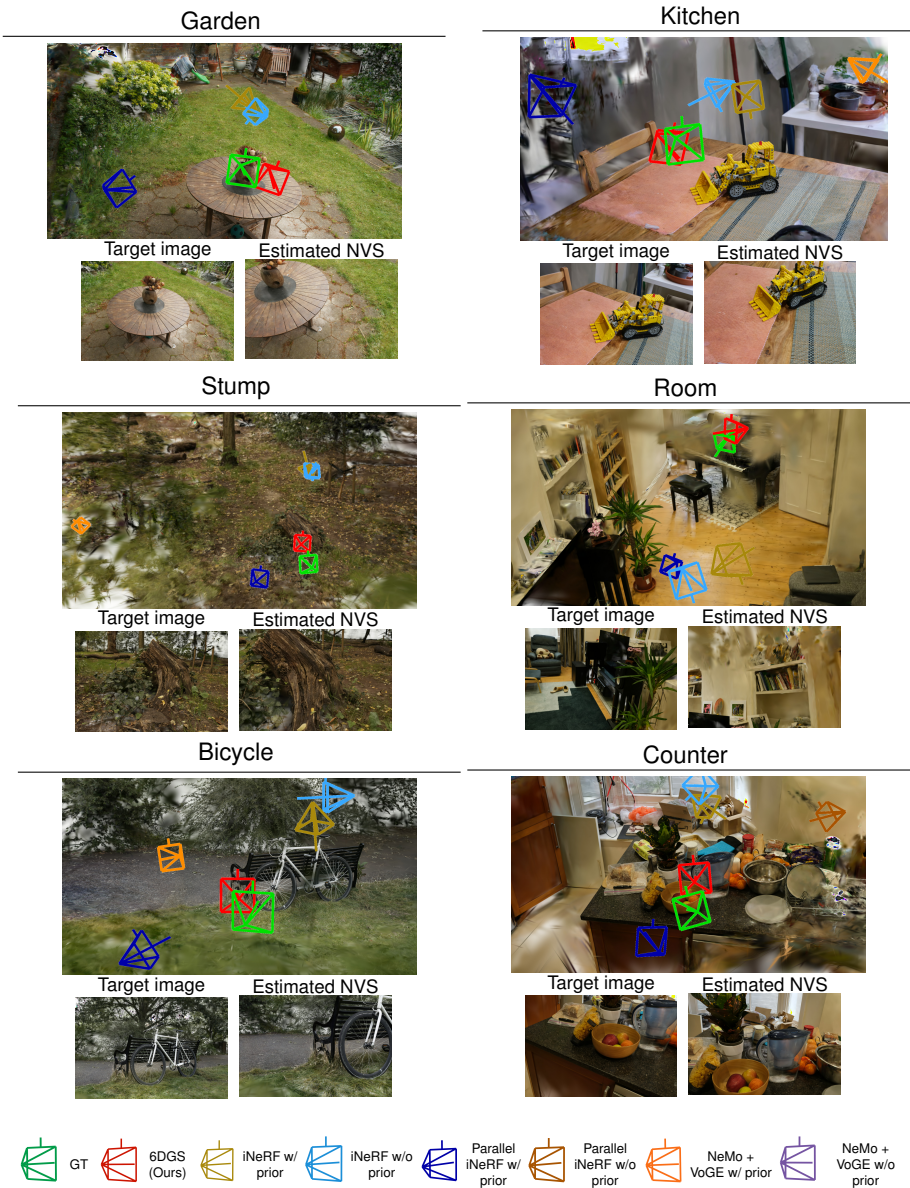 Garden
Kitchen
Target image
Estimated NVS
Target image
Estimated NVS
Stump
Room
Target image
Estimated NVS
Target image
Estimated NVS
Bicycle
Counter
Target image
Estimated NVS
Target image
Estimated NVS
GT
6DGS
(Ours)
iNeRF w/
prior
iNeRF w/o
prior
Parallel
iNeRF w/
prior
Parallel
iNeRF w/o
prior
NeMo +
VoGE w/ prior
NeMo +
VoGE w/o
prior